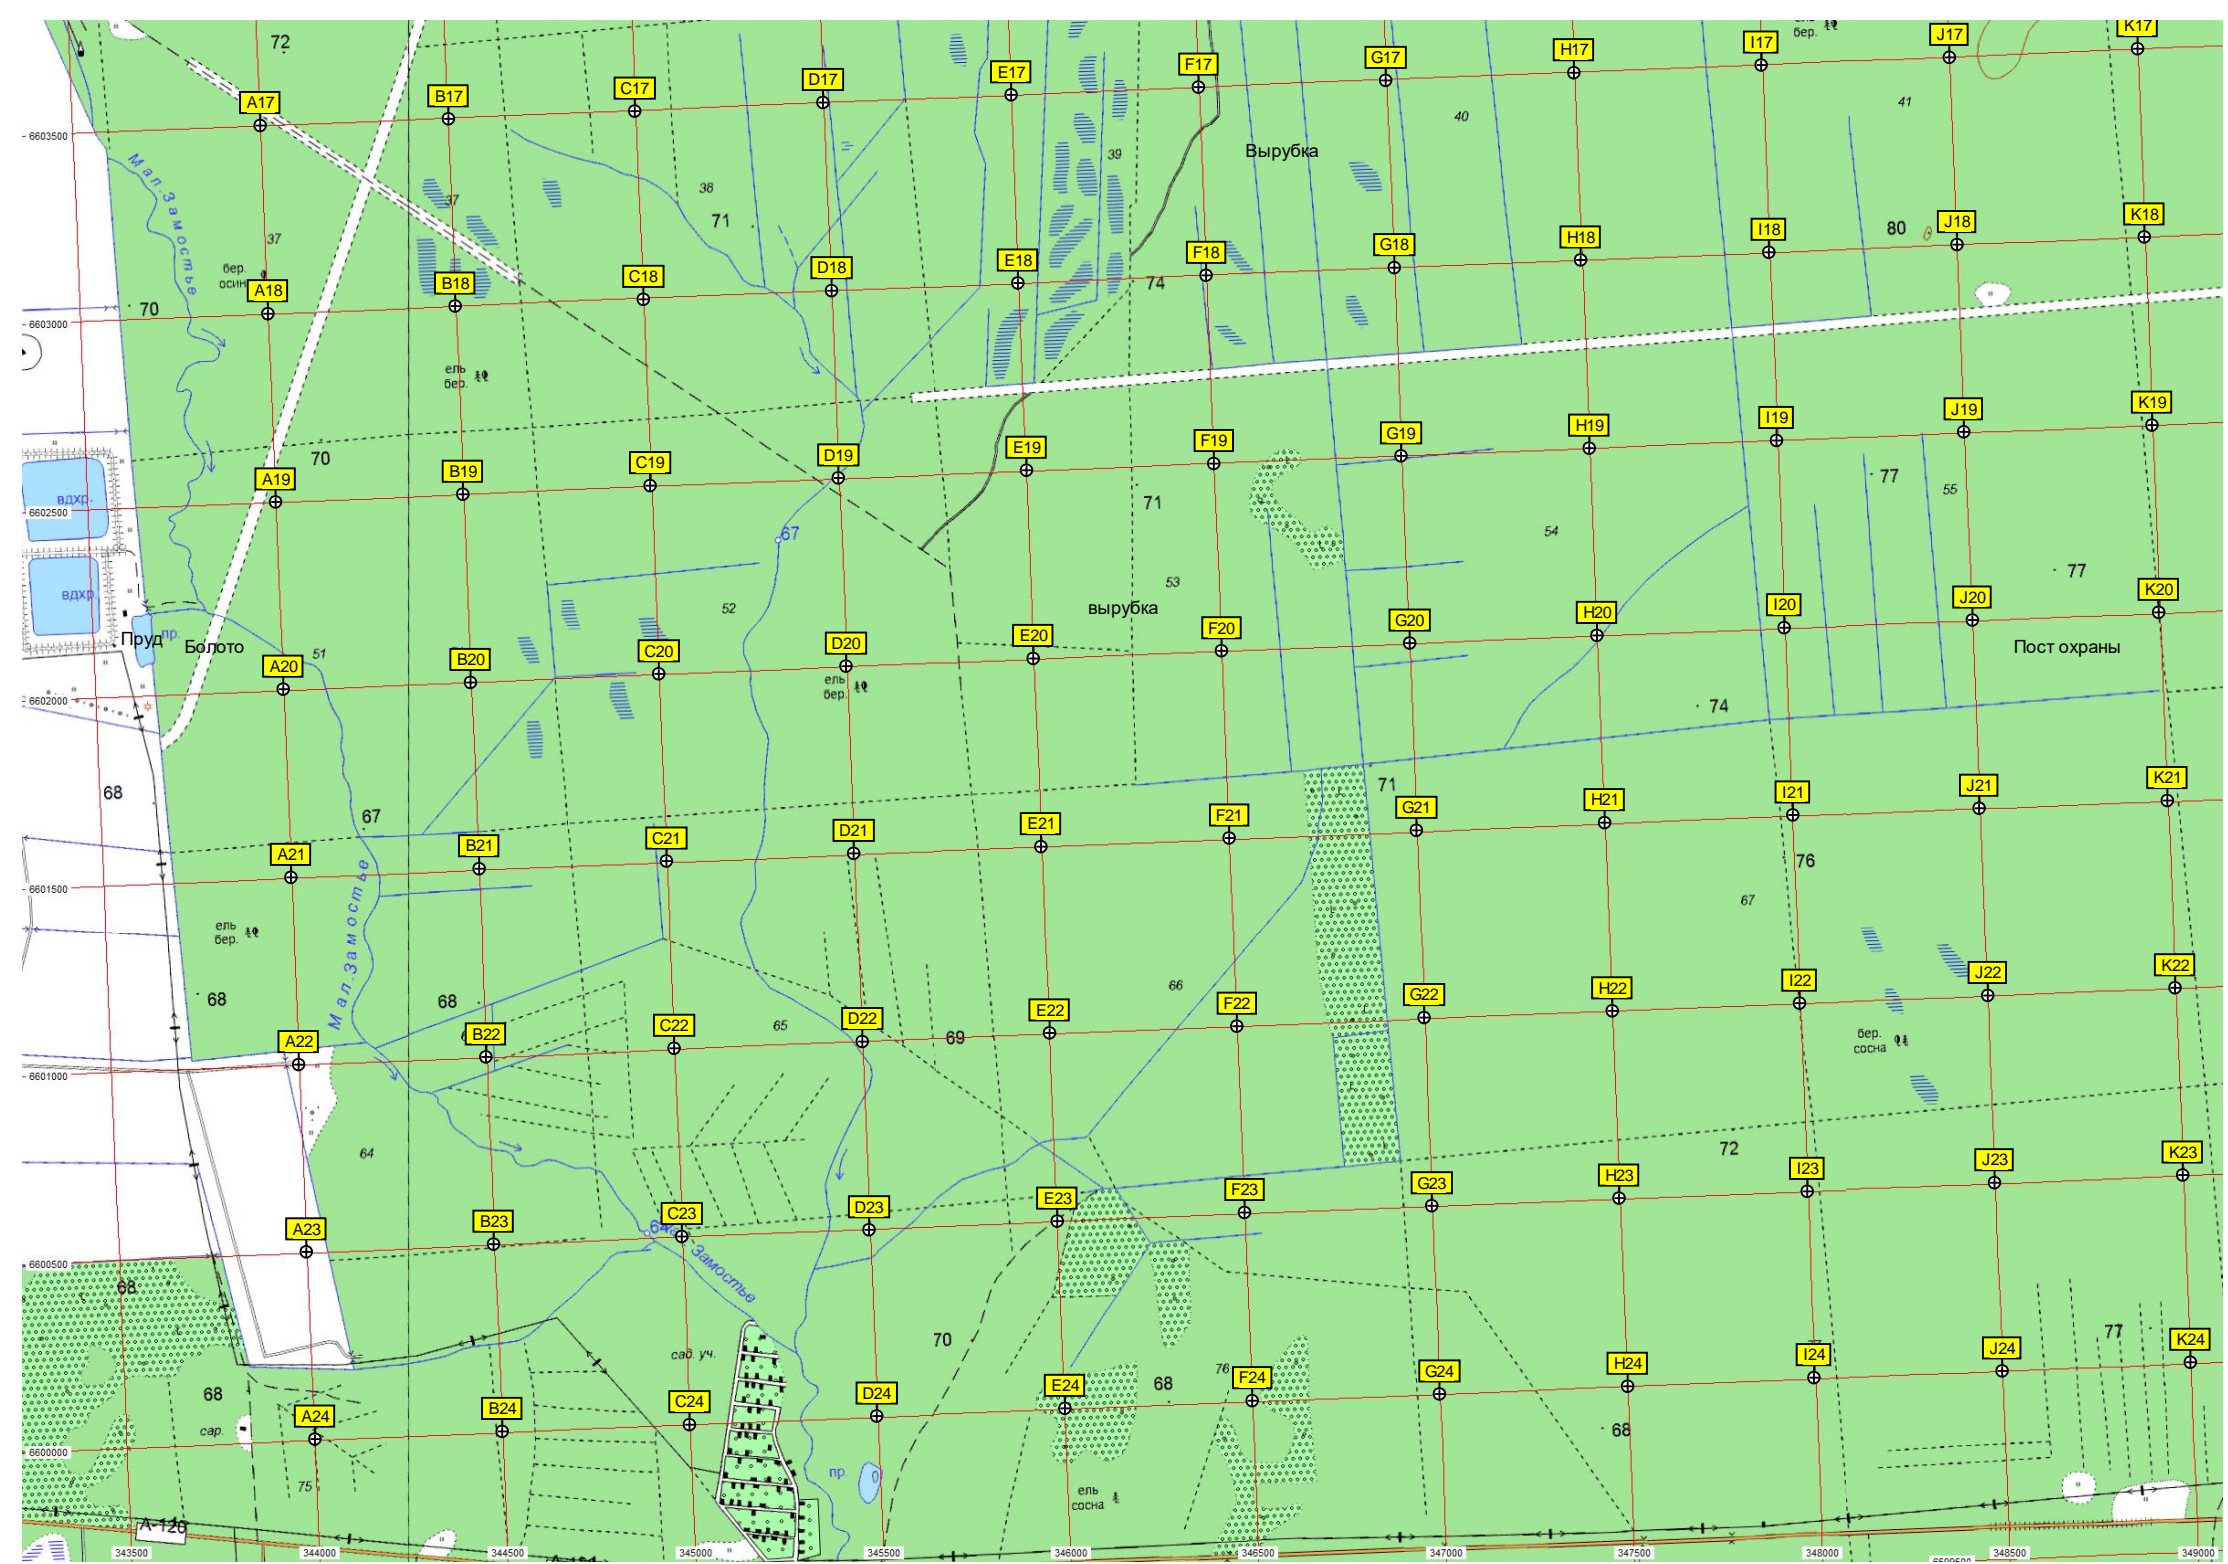 72
A17
B17
C17
D17
E17
F17
G17
H17
I17
J17
K17
бер.
6603500
40
41
39
Вырубка
Мал.Замостье
37
38
71
37
80
бер.
осин
A18
B18
C18
D18
E18
F18
G18
H18
I18
J18
K18
70
74
6603000
ель
бер.
70
A19
B19
C19
D19
E19
F19
G19
H19
I19
J19
K19
вдхр.
6602500
67
71
54
77
55
вдхр.
52
53
вырубка
77
Пруд
пр.
Болото
51
Пост охраны
A20
B20
C20
D20
E20
F20
G20
H20
I20
J20
K20
ель
бер.
6602000
74
68
67
71
A21
B21
C21
D21
E21
F21
G21
H21
I21
J21
K21
76
6601500
Мал.Замостье
67
ель
бер.
68
68
66
65
69
A22
B22
C22
D22
E22
F22
G22
H22
I22
J22
K22
бер.
сосна
6601000
64
72
A23
B23
C23
D23
E23
F23
G23
H23
I23
J23
K23
64
Замостье
6600500
68
70
сад. уч.
77
77
68
68
76
A24
B24
C24
D24
E24
F24
G24
H24
I24
J24
K24
сар.
68
6600000
75
пр.
ель
сосна
А-120
343500
344000
344500
345000
345500
346000
346500
347000
347500
348000
348500
349000